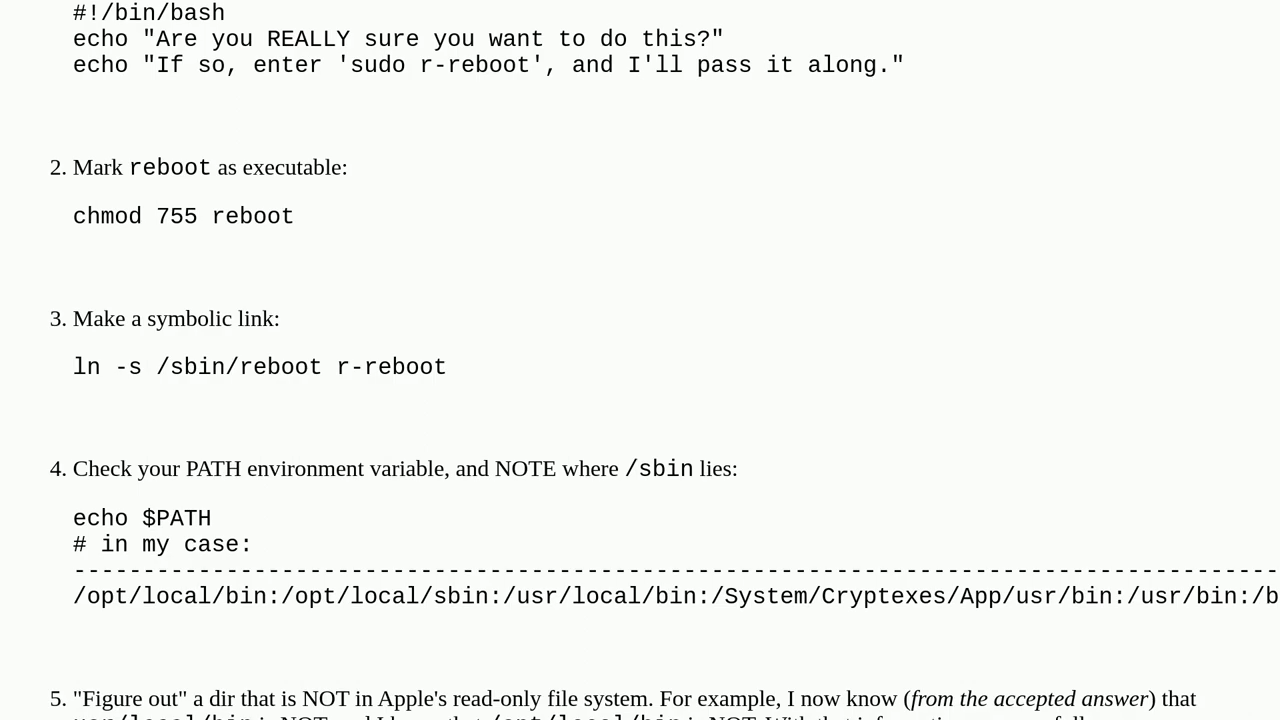 #!/bin/bash
echo "Are you REALLY sure you want to do this?"
echo "If so, enter 'sudo r-reboot', and I'll pass it along."
2. Mark reboot as executable:
chmod 755 reboot
3. Make a symbolic link:
ln -s /sbin/reboot r-reboot
4. Check your PATH environment variable, and NOTE where /sbin lies:
echo $PATH
# in my case:
---------------------------------------------------------------------------------------
/opt/local/bin:/opt/local/sbin:/usr/local/bin:/System/Cryptexes/App/usr/bin:/usr/bin:/b
5. "Figure out" a dir that is NOT in Apple's read-only file system. For example, I now know (from the accepted answer) that